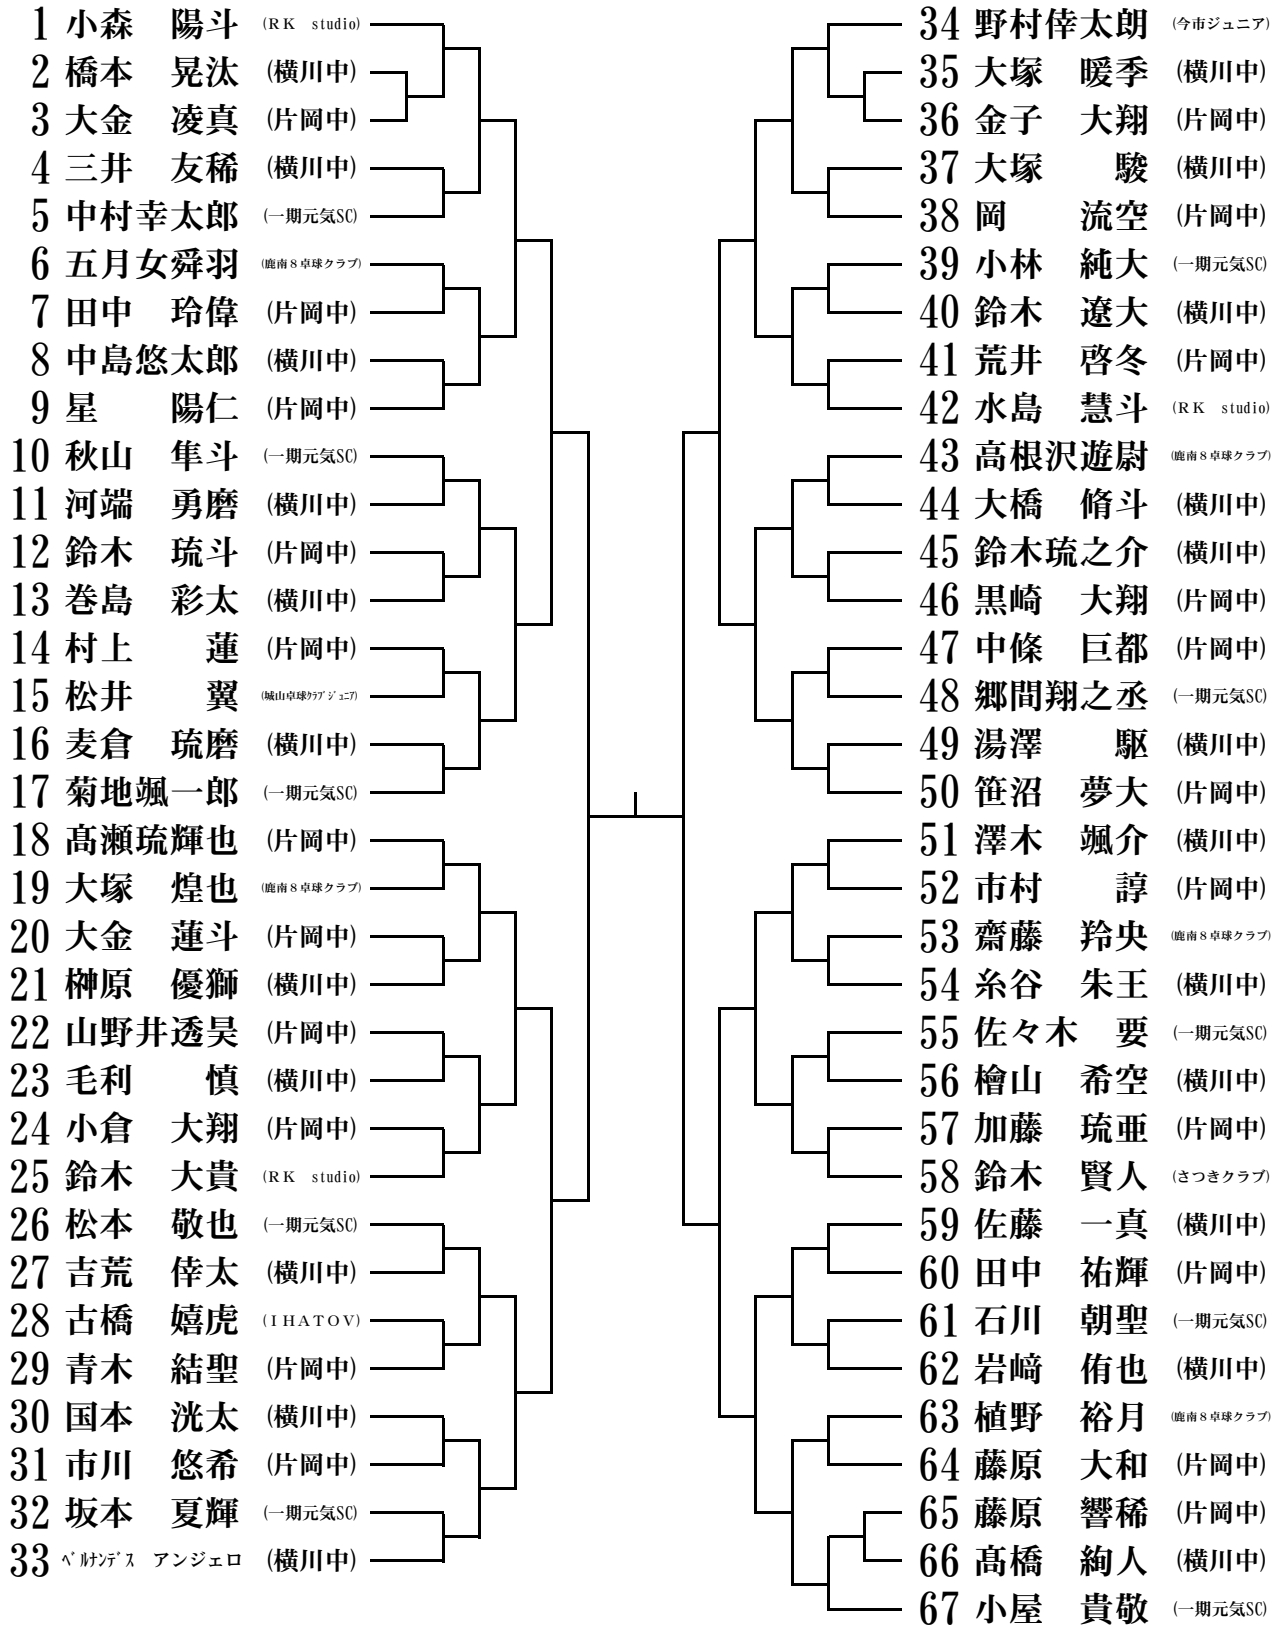 1 小森 陽斗 (RK studio)
2 橋本 晃汰 (横川中)
3 大金 凌真 (片岡中)
4 三井 友稀 (横川中)
5 中村幸太郎 (一期元気SC)
6 五月女舜羽 (鹿南8卓球クラブ)
7 田中 玲偉 (片岡中)
8 中島悠太郎 (横川中)
9 星 陽仁 (片岡中)
10 秋山 隼斗 (一期元気SC)
11 河端 勇磨 (横川中)
12 鈴木 琉斗 (片岡中)
13 巻島 彩太 (横川中)
14 村上 蓮 (片岡中)
15 松井 翼 (城山卓球ｸﾗﾌﾞｼﾞｭﾆｱ)
16 麦倉 琉磨 (横川中)
17 菊地颯一郎 (一期元気SC)
18 髙瀬琉輝也 (片岡中)
19 大塚 煌也 (鹿南8卓球クラブ)
20 大金 蓮斗 (片岡中)
21 榊原 優獅 (横川中)
22 山野井透昊 (片岡中)
23 毛利 慎 (横川中)
24 小倉 大翔 (片岡中)
25 鈴木 大貴 (RK studio)
26 松本 敬也 (一期元気SC)
27 吉荒 倖太 (横川中)
28 古橋 嬉虎 (IHATOV)
29 青木 結聖 (片岡中)
30 国本 洸太 (横川中)
31 市川 悠希 (片岡中)
32 坂本 夏輝 (一期元気SC)
33 ﾍﾞﾙﾅﾝﾃﾞｽ アンジェロ (横川中)
34 野村倖太朗 (今市ジュニア)
35 大塚 暖季 (横川中)
36 金子 大翔 (片岡中)
37 大塚 駿 (横川中)
38 岡 流空 (片岡中)
39 小林 純大 (一期元気SC)
40 鈴木 遼大 (横川中)
41 荒井 啓冬 (片岡中)
42 水島 慧斗 (RK studio)
43 高根沢遊尉 (鹿南8卓球クラブ)
44 大橋 脩斗 (横川中)
45 鈴木琉之介 (横川中)
46 黒崎 大翔 (片岡中)
47 中條 巨都 (片岡中)
48 郷間翔之丞 (一期元気SC)
49 湯澤 駆 (横川中)
50 笹沼 夢大 (片岡中)
51 澤木 颯介 (横川中)
52 市村 諄 (片岡中)
53 齋藤 羚央 (鹿南8卓球クラブ)
54 糸谷 朱王 (横川中)
55 佐々木 要 (一期元気SC)
56 檜山 希空 (横川中)
57 加藤 琉亜 (片岡中)
58 鈴木 賢人 (さつきクラブ)
59 佐藤 一真 (横川中)
60 田中 祐輝 (片岡中)
61 石川 朝聖 (一期元気SC)
62 岩﨑 侑也 (横川中)
63 植野 裕月 (鹿南8卓球クラブ)
64 藤原 大和 (片岡中)
65 藤原 響稀 (片岡中)
66 髙橋 絢人 (横川中)
67 小屋 貴敬 (一期元気SC)